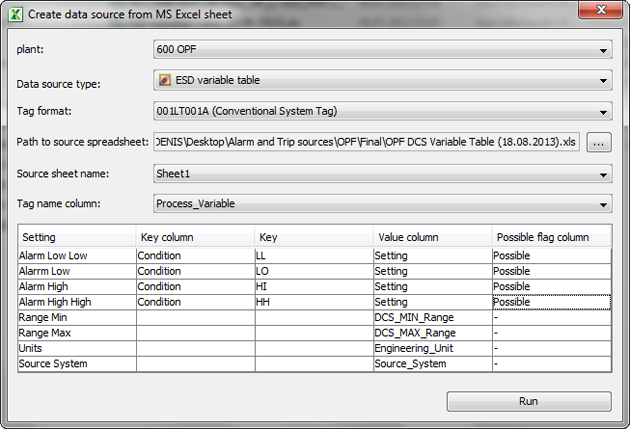 Create data source from MS Excel sheet
plant: 600 OPF
Data source type: ESD variable table
Tag format: 001LT001A (Conventional System Tag)
Path to source spreadsheet: DENIS\Desktop\Alarm and Trip sources\OPF\Final\OPF DCS Variable Table (18.08.2013).xls ...
Source sheet name: Sheet1
Tag name column: Process_Variable
Setting Key column Key Value column Possible flag column
Alarm Low Low Condition LL Setting Possible
Alarrm Low Condition LO Setting Possible
Alarm High Condition HI Setting Possible
Alarm High High Condition HH Setting Possible
Range Min DCS_MIN_Range -
Range Max DCS_MAX_Range -
Units Engineering_Unit -
Source System Source_System -
Run